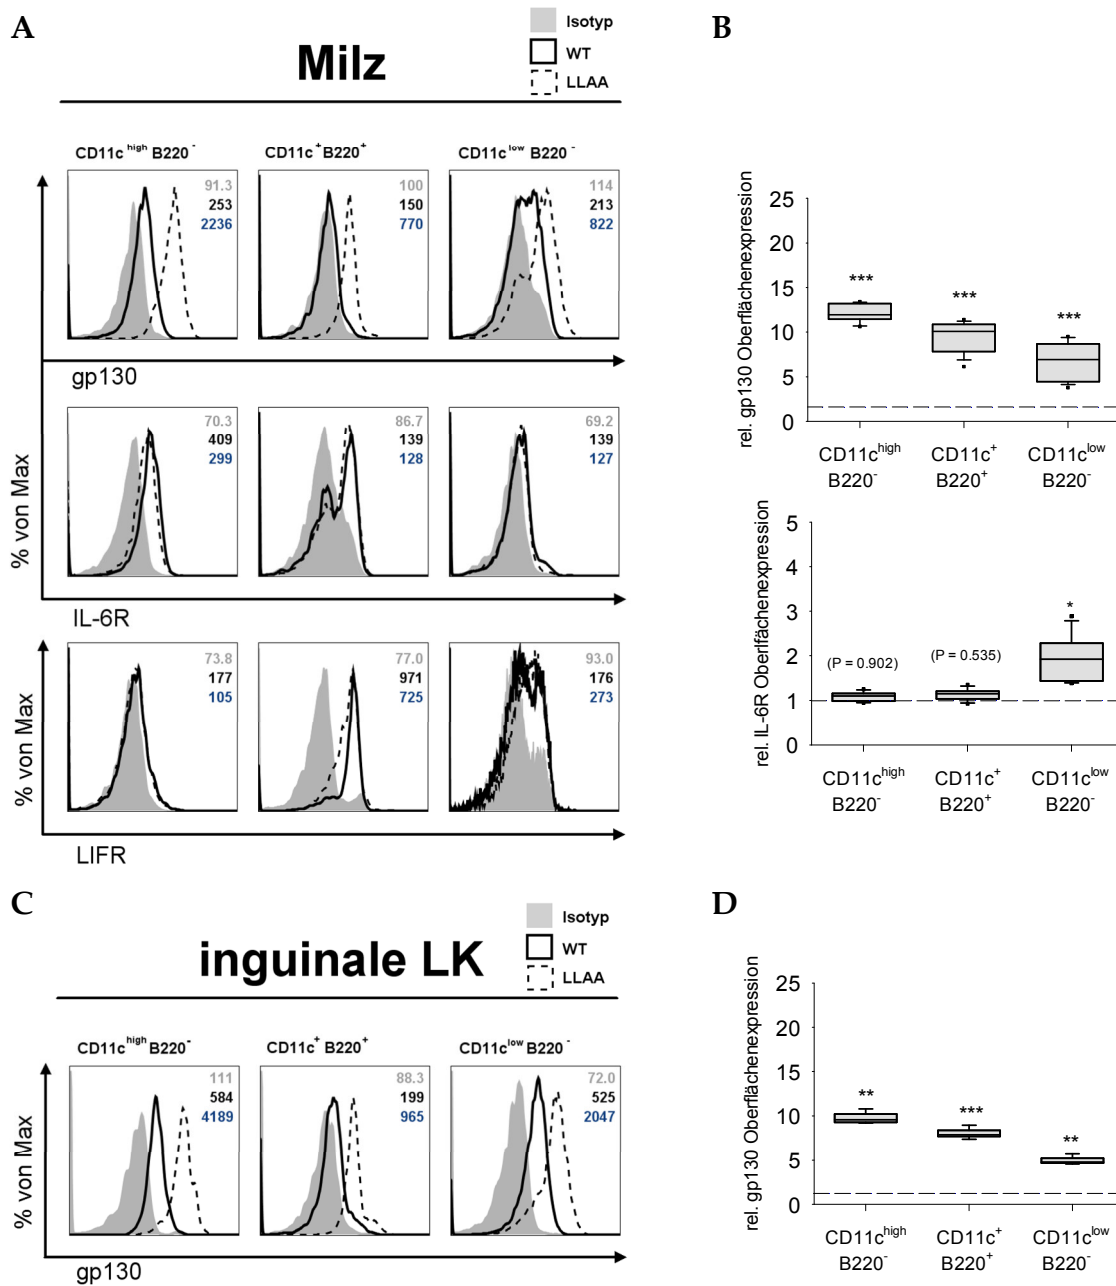 A
Milz
Isotyp
WT
LLAA
CD11c high B220 -
CD11c + B220 +
CD11c low B220 -
91.3
253
2236
100
150
770
114
213
822
gp130
70.3
409
299
86.7
139
128
69.2
139
127
% von Max
IL-6R
73.8
177
105
77.0
971
725
93.0
176
273
% von Max
LIFR
B
rel. gp130 Oberflächenexpression
25
20
15
10
5
0
***
***
***
CD11chigh
B220-
CD11c+
B220+
CD11clow
B220-
rel. IL-6R Oberlflächenexpression
5
4
3
2
1
0
(P = 0.902)
(P = 0.535)
*
CD11chigh
B220-
CD11c+
B220+
CD11clow
B220-
C
inguinale LK
Isotyp
WT
LLAA
CD11c high B220 -
CD11c + B220 +
CD11c low B220 -
111
584
4189
88.3
199
965
72.0
525
2047
% von Max
gp130
D
rel. gp130 Oberflächenexpression
25
20
15
10
5
0
**
***
**
CD11chigh
B220-
CD11c+
B220+
CD11clow
B220-